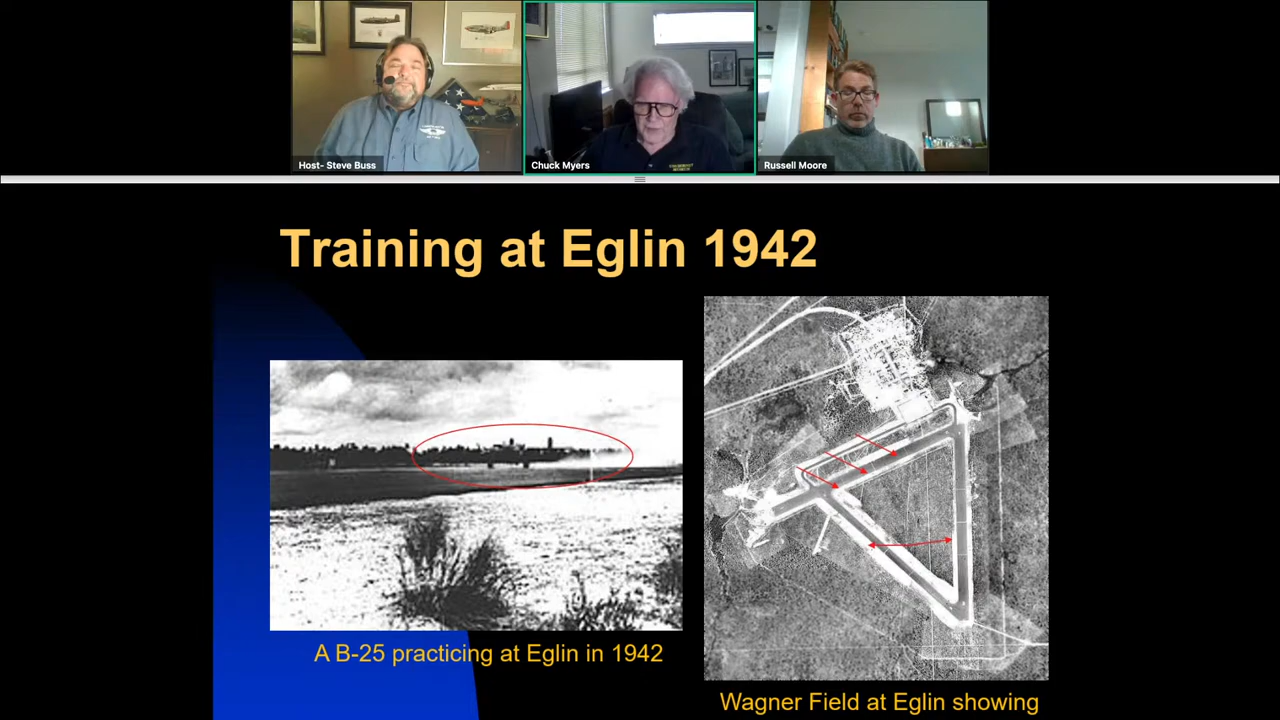 Host- Steve Buss
Chuck Myers
Russell Moore
Training at Eglin 1942
A B-25 practicing at Eglin in 1942
Wagner Field at Eglin showing